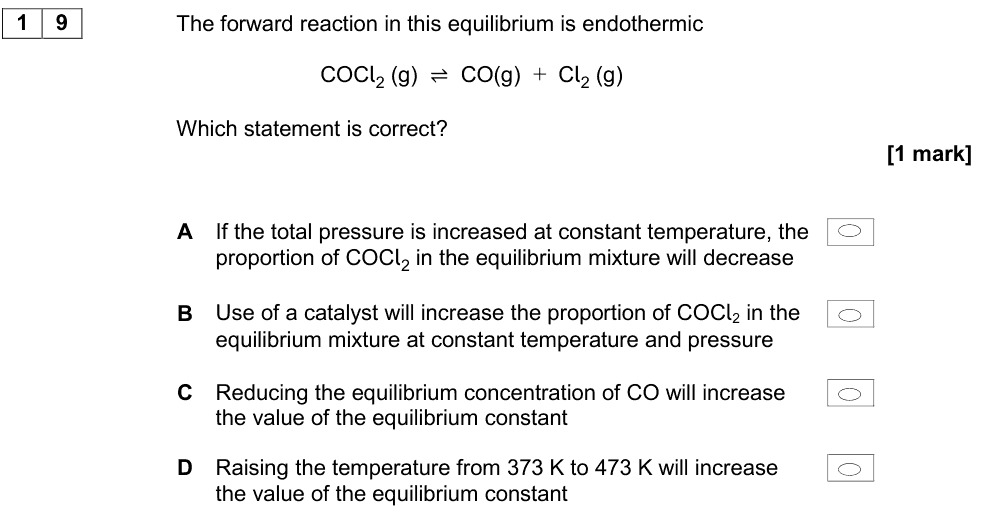 1 9 The forward reaction in this equilibrium is endothermic
COCl₂ (g) ⇌ CO(g) + Cl₂ (g)
Which statement is correct?
[1 mark]
A If the total pressure is increased at constant temperature, the
proportion of COCl₂ in the equilibrium mixture will decrease
B Use of a catalyst will increase the proportion of COCl₂ in the
equilibrium mixture at constant temperature and pressure
C Reducing the equilibrium concentration of CO will increase
the value of the equilibrium constant
D Raising the temperature from 373 K to 473 K will increase
the value of the equilibrium constant